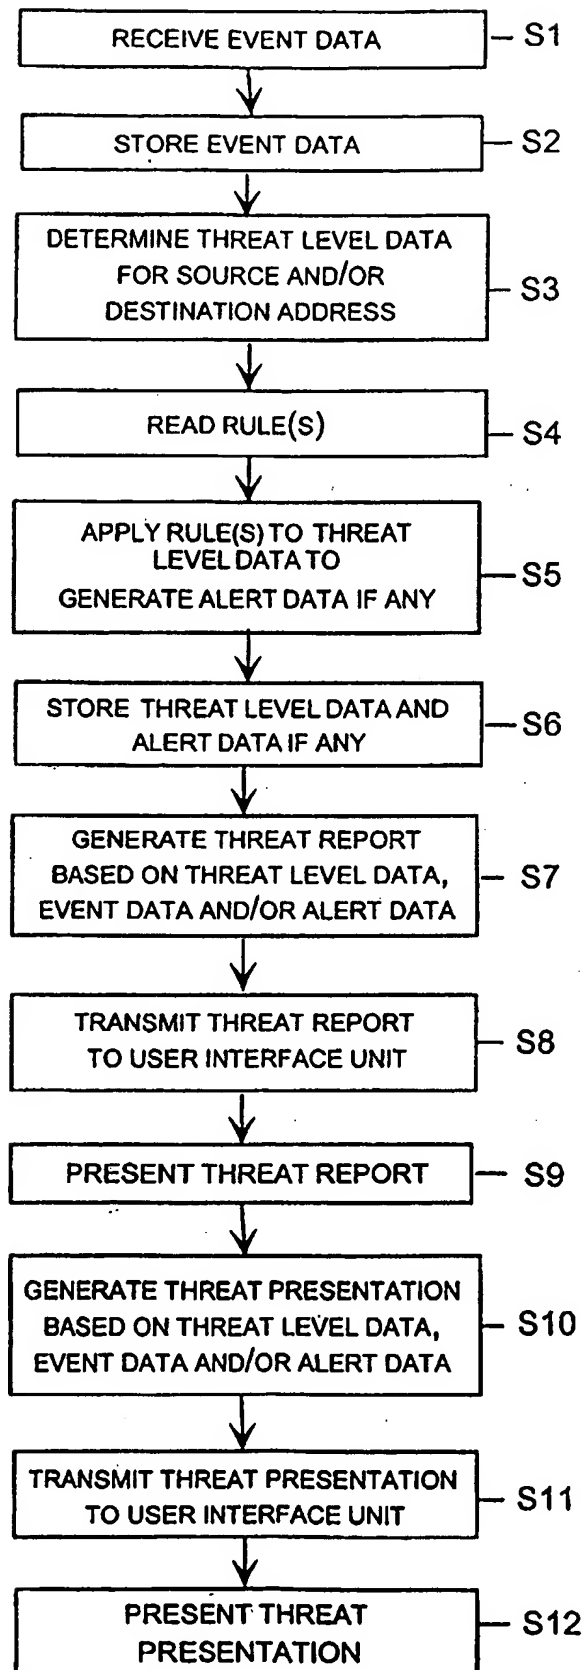 RECEIVE EVENT DATA S1
STORE EVENT DATA S2
DETERMINE THREAT LEVEL DATA
FOR SOURCE AND/OR S3
DESTINATION ADDRESS
READ RULE(S) S4
APPLY RULE(S) TO THREAT
LEVEL DATA TO S5
GENERATE ALERT DATA IF ANY
STORE THREAT LEVEL DATA AND S6
ALERT DATA IF ANY
GENERATE THREAT REPORT
BASED ON THREAT LEVEL DATA, S7
EVENT DATA AND/OR ALERT DATA
TRANSMIT THREAT REPORT S8
TO USER INTERFACE UNIT
PRESENT THREAT REPORT S9
GENERATE THREAT PRESENTATION
BASED ON THREAT LEVEL DATA, S10
EVENT DATA AND/OR ALERT DATA
TRANSMIT THREAT PRESENTATION S11
TO USER INTERFACE UNIT
PRESENT THREAT S12
PRESENTATION